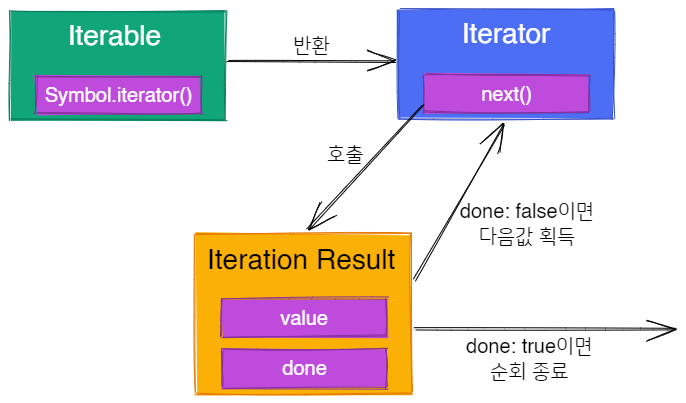 Iterable
Symbol.iterator()
반환
Iterator
next()
호출
done: false이면
다음값 획득
Iteration Result
value
done
done: true이면
순회 종료